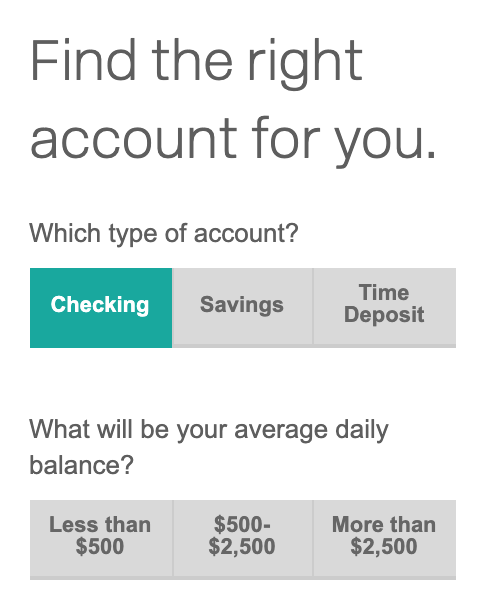 Find the right
account for you.
Which type of account?
Checking
Savings
Time
Deposit
What will be your average daily
balance?
Less than
$500
$500-
$2,500
More than
$2,500